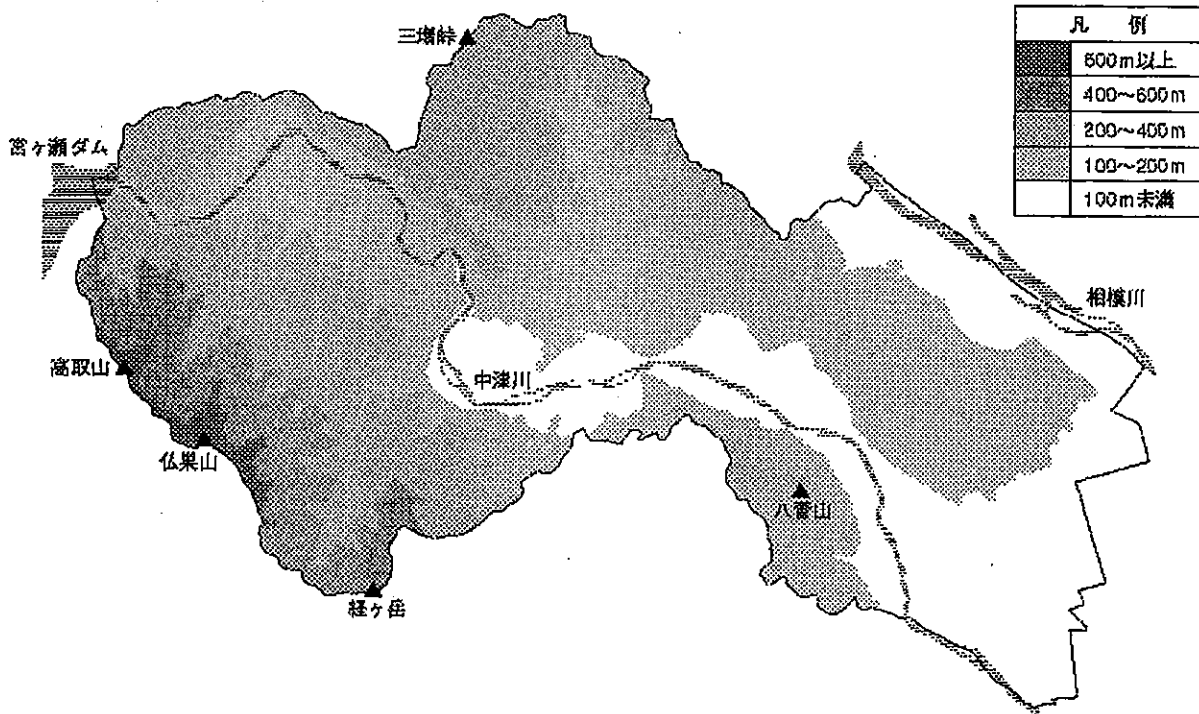 三増峠
凡 例
600m以上
400〜600m
200〜400m
100〜200m
100m未満
宮ヶ瀬ダム
相模川
高取山
中津川
仏果山
八菅山
経ヶ岳